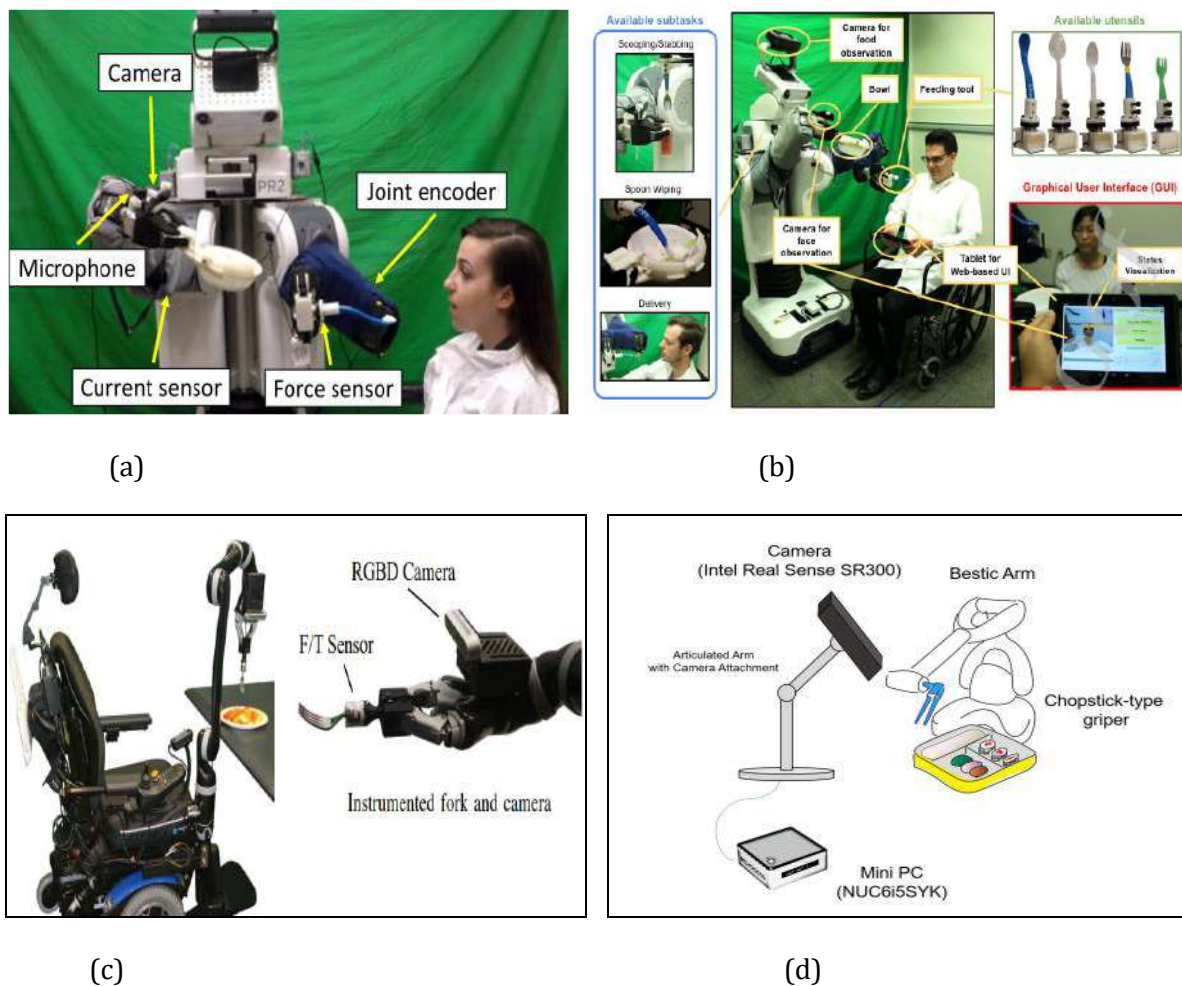 Camera
PR2
Joint encoder
Microphone
Current sensor
Force sensor
(a)
Available subtasks
Scooping/Stabbing
Spoon Wiping
Delivery
Camera for
food
observation
Bowl
Feeding tool
Camera for
face
observation
Tablet for
Web-based UI
Available utensils
Graphical User Interface (GUI)
States
Visualization
(b)
RGBD Camera
F/T Sensor
Instrumented fork and camera
(c)
Camera
(Intel Real Sense SR300)
Bestic Arm
Articulated Arm
with Camera Attachment
Chopstick-type
griper
Mini PC
(NUC6i5SYK)
(d)